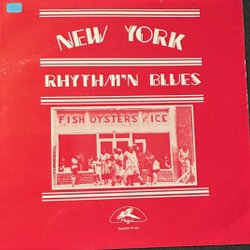 NEW YORK
RHYTHM'N BLUES
FISH OYSTERS ICE